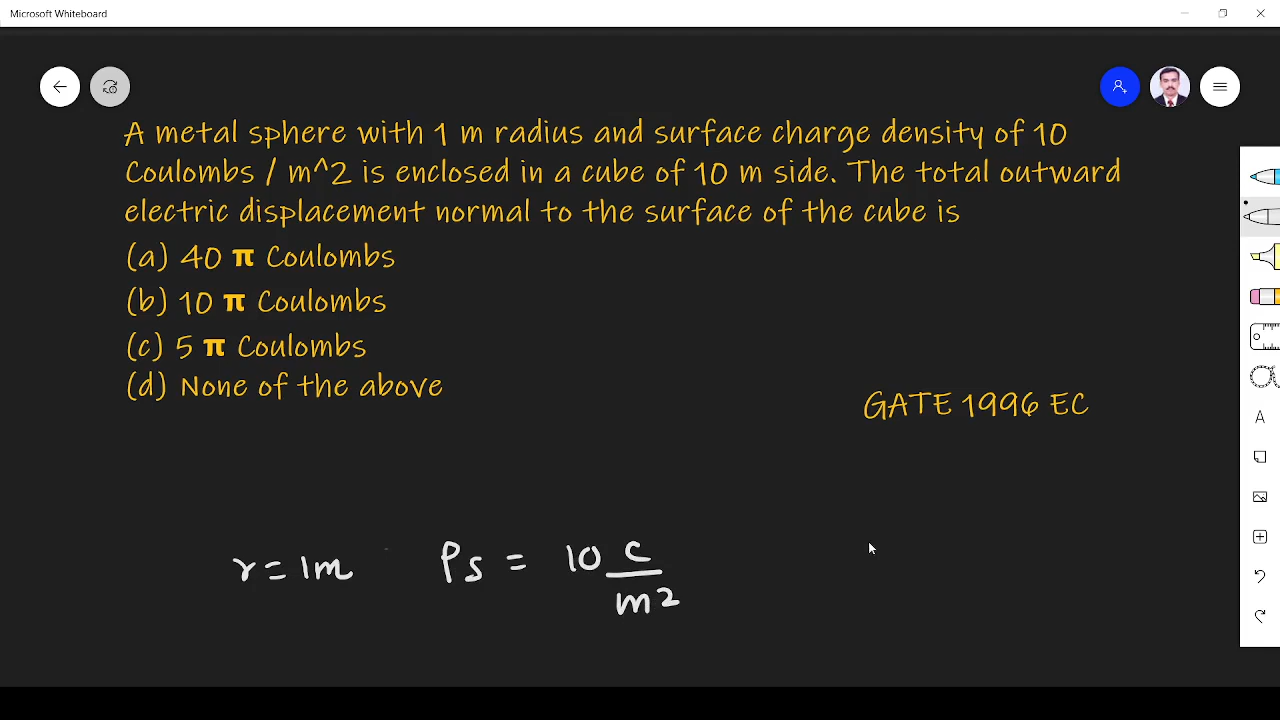 Microsoft Whiteboard
A metal sphere with 1 m radius and surface charge density of 10
Coulombs / m^2 is enclosed in a cube of 10 m side. The total outward
electric displacement normal to the surface of the cube is
(a) 40 π Coulombs
(b) 10 π Coulombs
(c) 5 π Coulombs
(d) None of the above
GATE 1996 EC
r = 1m ρs = 10 c/m2
A